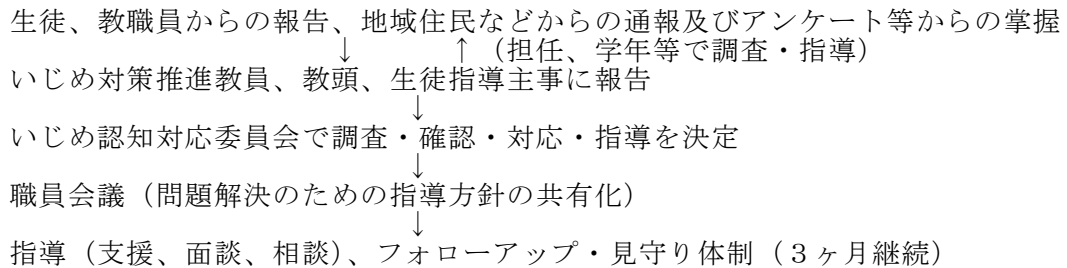 生徒、教職員からの報告、地域住民などからの通報及びアンケート等からの掌握
↓ ↑（担任、学年等で調査・指導）
いじめ対策推進教員、教頭、生徒指導主事に報告
↓
いじめ認知対応委員会で調査・確認・対応・指導を決定
↓
職員会議（問題解決のための指導方針の共有化）
↓
指導（支援、面談、相談）、フォローアップ・見守り体制（３ヶ月継続）